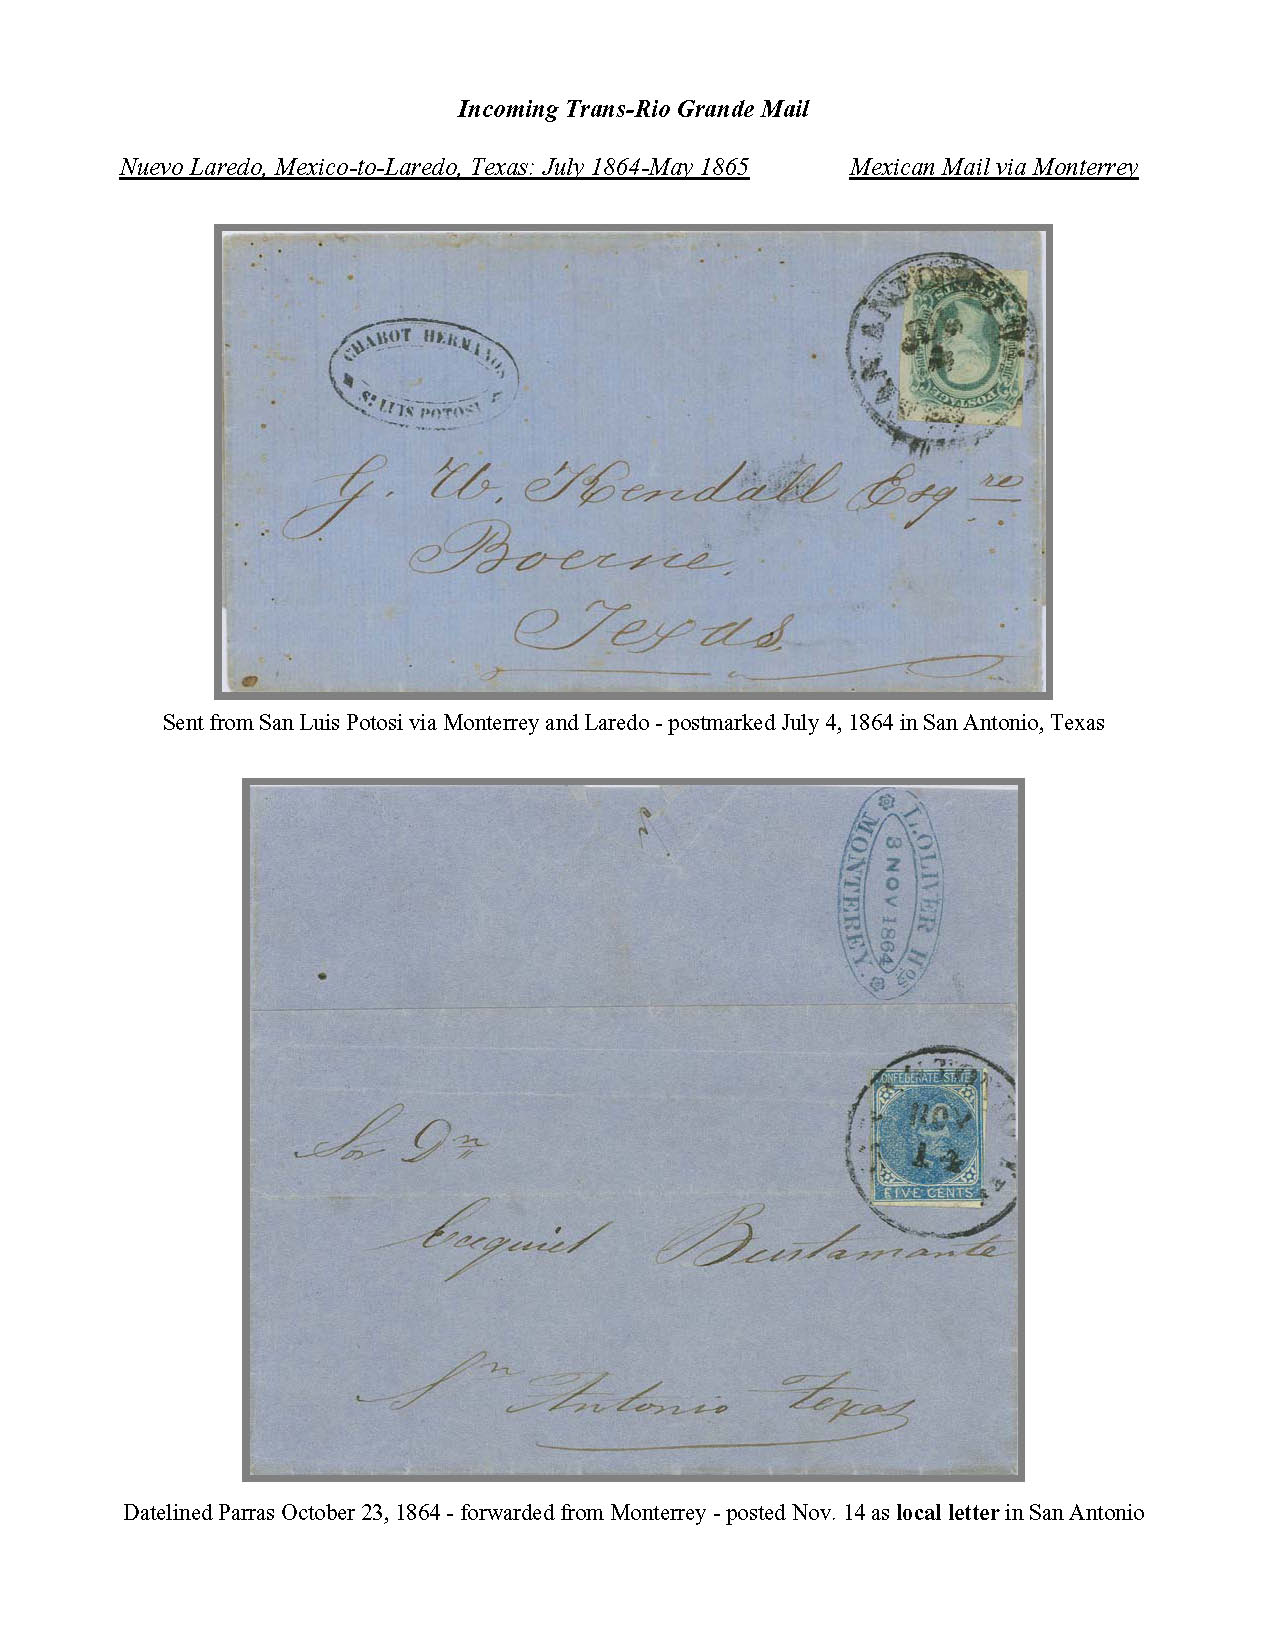 Incoming Trans-Rio Grande Mail
Nuevo Laredo, Mexico-to-Laredo, Texas: July 1864-May 1865 Mexican Mail via Monterrey
CHABOT HERMANOS
Sn. LUIS POTOSI
POSTAGE
G. W. Kendall Esqre
Boerne,
Texas,
Sent from San Luis Potosi via Monterrey and Laredo - postmarked July 4, 1864 in San Antonio, Texas
L. OLIVER Hos
8 NOV 1864
MONTEREY.
CONFEDERATE STATES
NOV
14
FIVE CENTS
Sor Dn
Ecequiel Bustamante
Sn Antonio Texas
Datelined Parras October 23, 1864 - forwarded from Monterrey - posted Nov. 14 as local letter in San Antonio